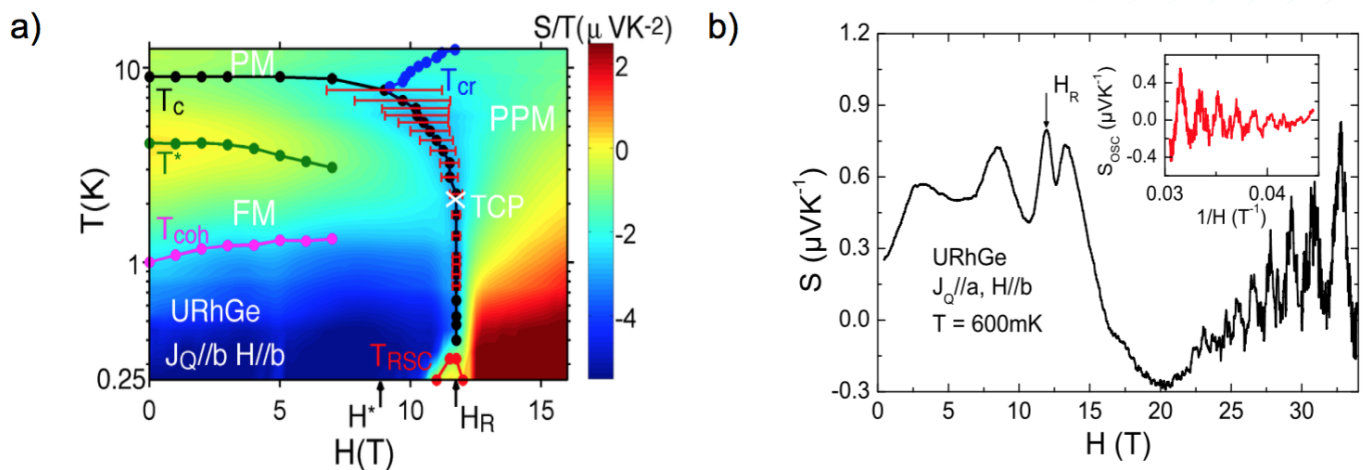 a)
S/T(μ VK-2)
10
1
0.25
T(K)
PM
Tc
T*
FM
Tcoh
URhGe
JQ//b H//b
Tcr
PPM
TCP
TRSC
0
5
10
15
H*
HR
H(T)
2
0
-2
-4
b)
1.2
0.9
0.6
0.3
0.0
-0.3
S (μVK⁻¹)
HR
URhGe
JQ//a, H//b
T = 600mK
0
5
10
15
20
25
30
H (T)
0.4
0.0
-0.4
SOSC (μVK⁻¹)
0.03
0.04
1/H (T⁻¹)